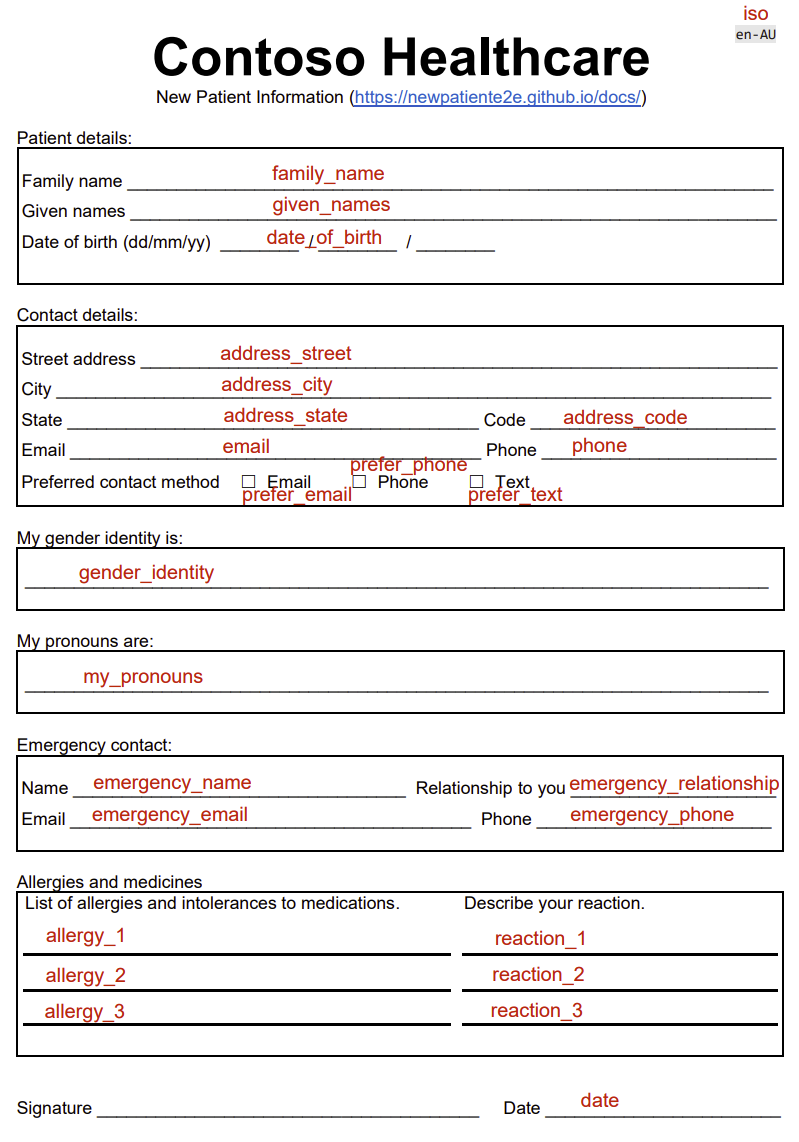 iso
en-AU
Contoso Healthcare
New Patient Information (https://newpatiente2e.github.io/docs/)
Patient details:
Family name family_name
Given names given_names
Date of birth (dd/mm/yy) date_of_birth / /
Contact details:
Street address address_street
City address_city
State address_state Code address_code
Email email Phone phone
prefer_phone
Preferred contact method ☐ Email ☐ Phone ☐ Text
prefer_email prefer_text
My gender identity is:
gender_identity
My pronouns are:
my_pronouns
Emergency contact:
Name emergency_name Relationship to you emergency_relationship
Email emergency_email Phone emergency_phone
Allergies and medicines
List of allergies and intolerances to medications. Describe your reaction.
allergy_1 reaction_1
allergy_2 reaction_2
allergy_3 reaction_3
Signature Date date